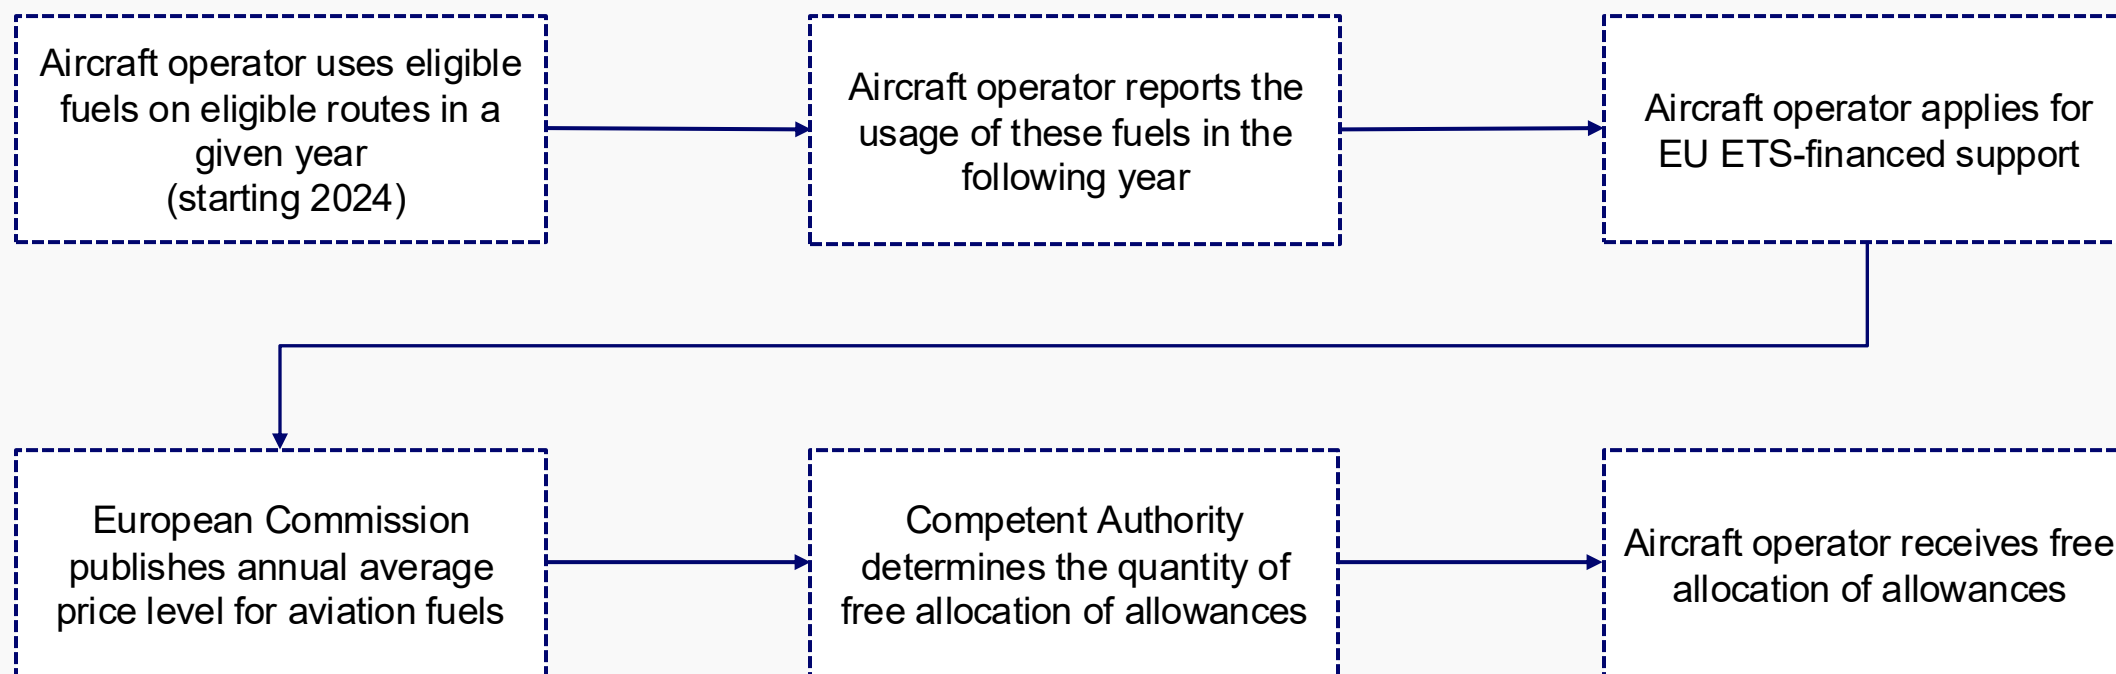 Aircraft operator uses eligible
fuels on eligible routes in a
given year
(starting 2024)
Aircraft operator reports the
usage of these fuels in the
following year
Aircraft operator applies for
EU ETS-financed support
European Commission
publishes annual average
price level for aviation fuels
Competent Authority
determines the quantity of
free allocation of allowances
Aircraft operator receives free
allocation of allowances